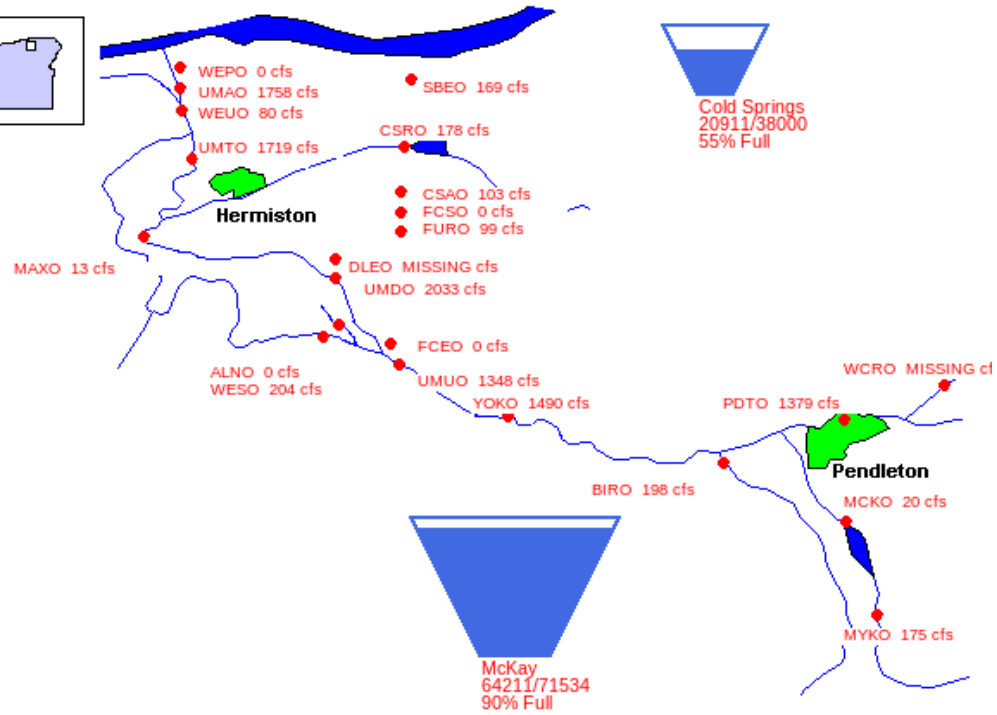 WEPO 0 cfs
UMAO 1758 cfs
WEUO 80 cfs
SBEO 169 cfs
Cold Springs
20911/38000
55% Full
CSRO 178 cfs
UMTO 1719 cfs
Hermiston
CSAO 103 cfs
FCSO 0 cfs
FURO 99 cfs
MAXO 13 cfs
DLEO MISSING cfs
UMDO 2033 cfs
FCEO 0 cfs
ALNO 0 cfs
WESO 204 cfs
UMUO 1348 cfs
YOKO 1490 cfs
WCRO MISSING cf
PDTO 1379 cfs
Pendleton
BIRO 198 cfs
MCKO 20 cfs
MYKO 175 cfs
McKay
64211/71534
90% Full